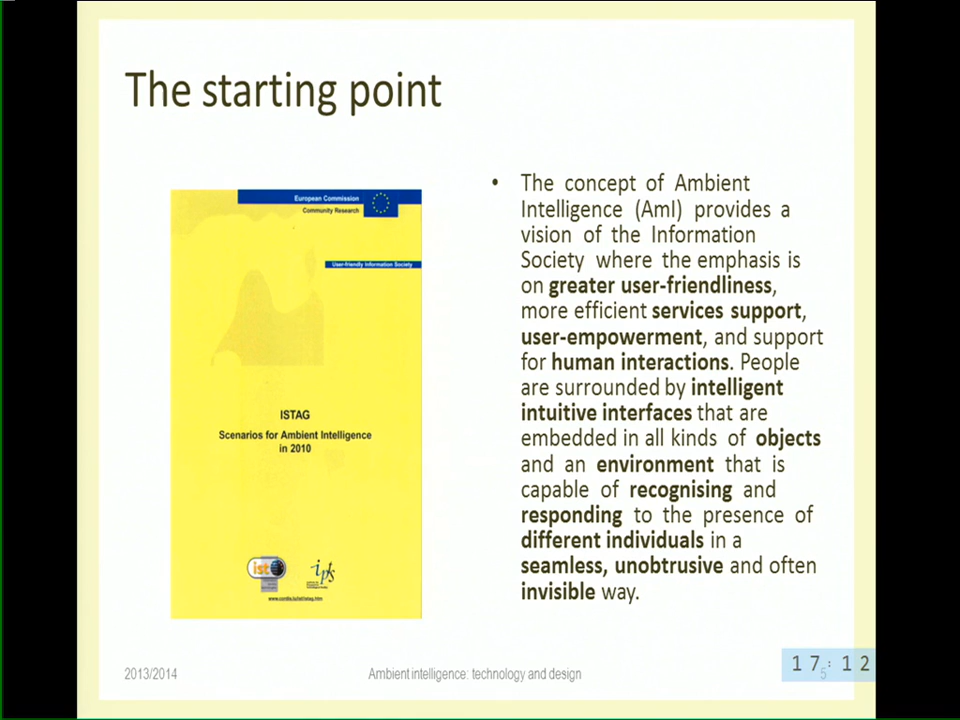 The starting point
European Commission
Community Research
User-friendly Information Society
ISTAG
Scenarios for Ambient Intelligence
in 2010
ist
ipts
• The concept of Ambient
Intelligence (AmI) provides a
vision of the Information
Society where the emphasis is
on greater user-friendliness,
more efficient services support,
user-empowerment, and support
for human interactions. People
are surrounded by intelligent
intuitive interfaces that are
embedded in all kinds of objects
and an environment that is
capable of recognising and
responding to the presence of
different individuals in a
seamless, unobtrusive and often
invisible way.
2013/2014
Ambient intelligence: technology and design
5
17:12